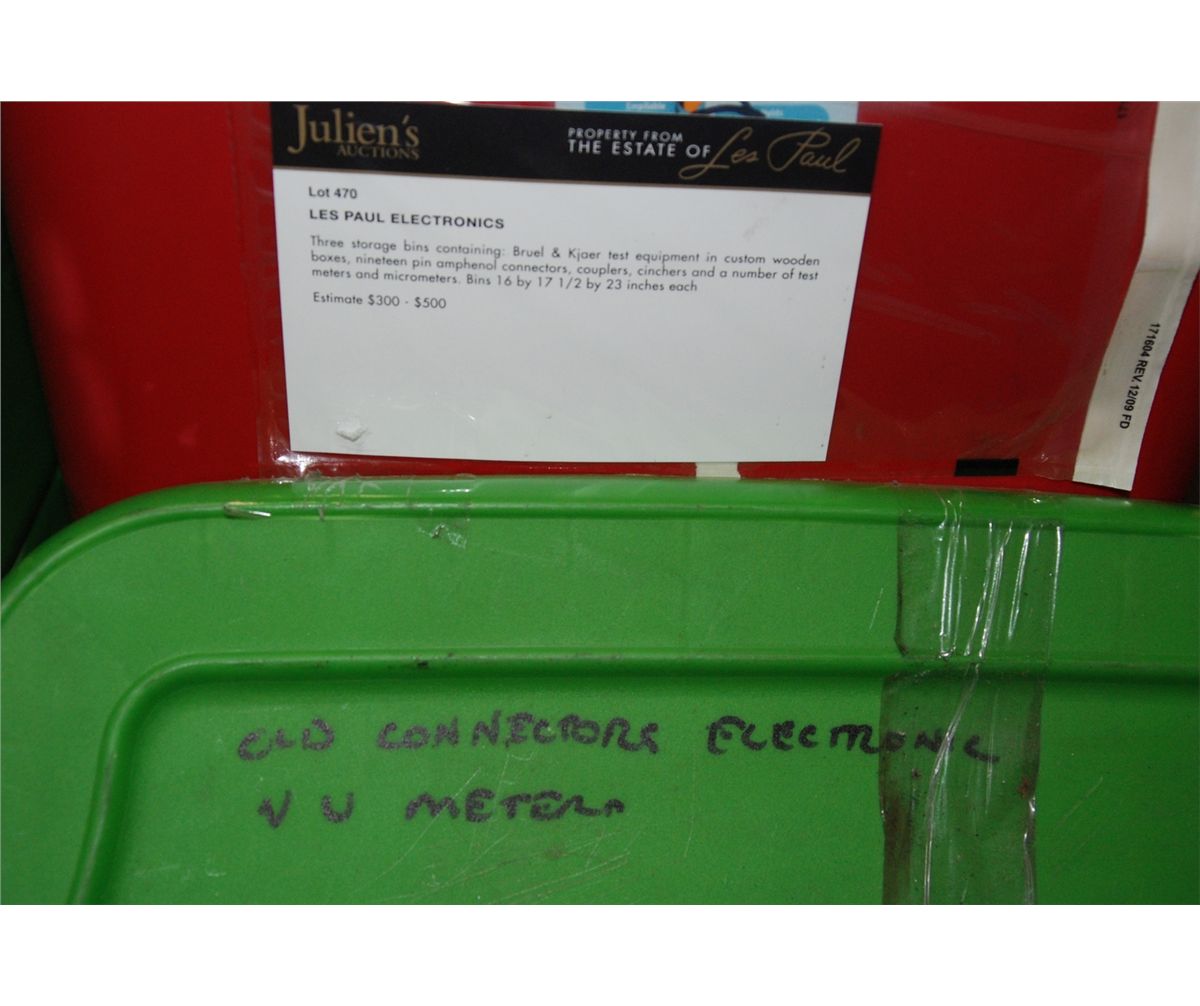 Julien's
AUCTIONS
PROPERTY FROM
THE ESTATE OF Les Paul
Lot 470
LES PAUL ELECTRONICS
Three storage bins containing: Bruel & Kjaer test equipment in custom wooden
boxes, nineteen pin amphenol connectors, couplers, cinchers and a number of test
meters and micrometers. Bins 16 by 17 1/2 by 23 inches each
Estimate $300 - $500
171604 REV. 12/09 FD
OLD CONNECTORS ELECTRONIC
V U METERS